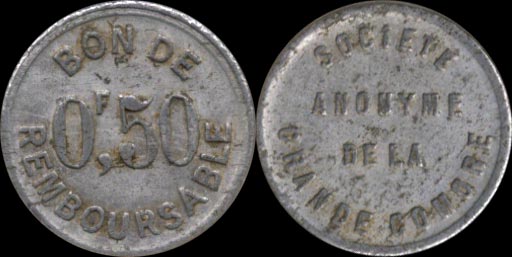 BON DE
0F,50
REMBOURSABLE
SOCIETE
ANONYME
DE LA
GRANDE COMORE